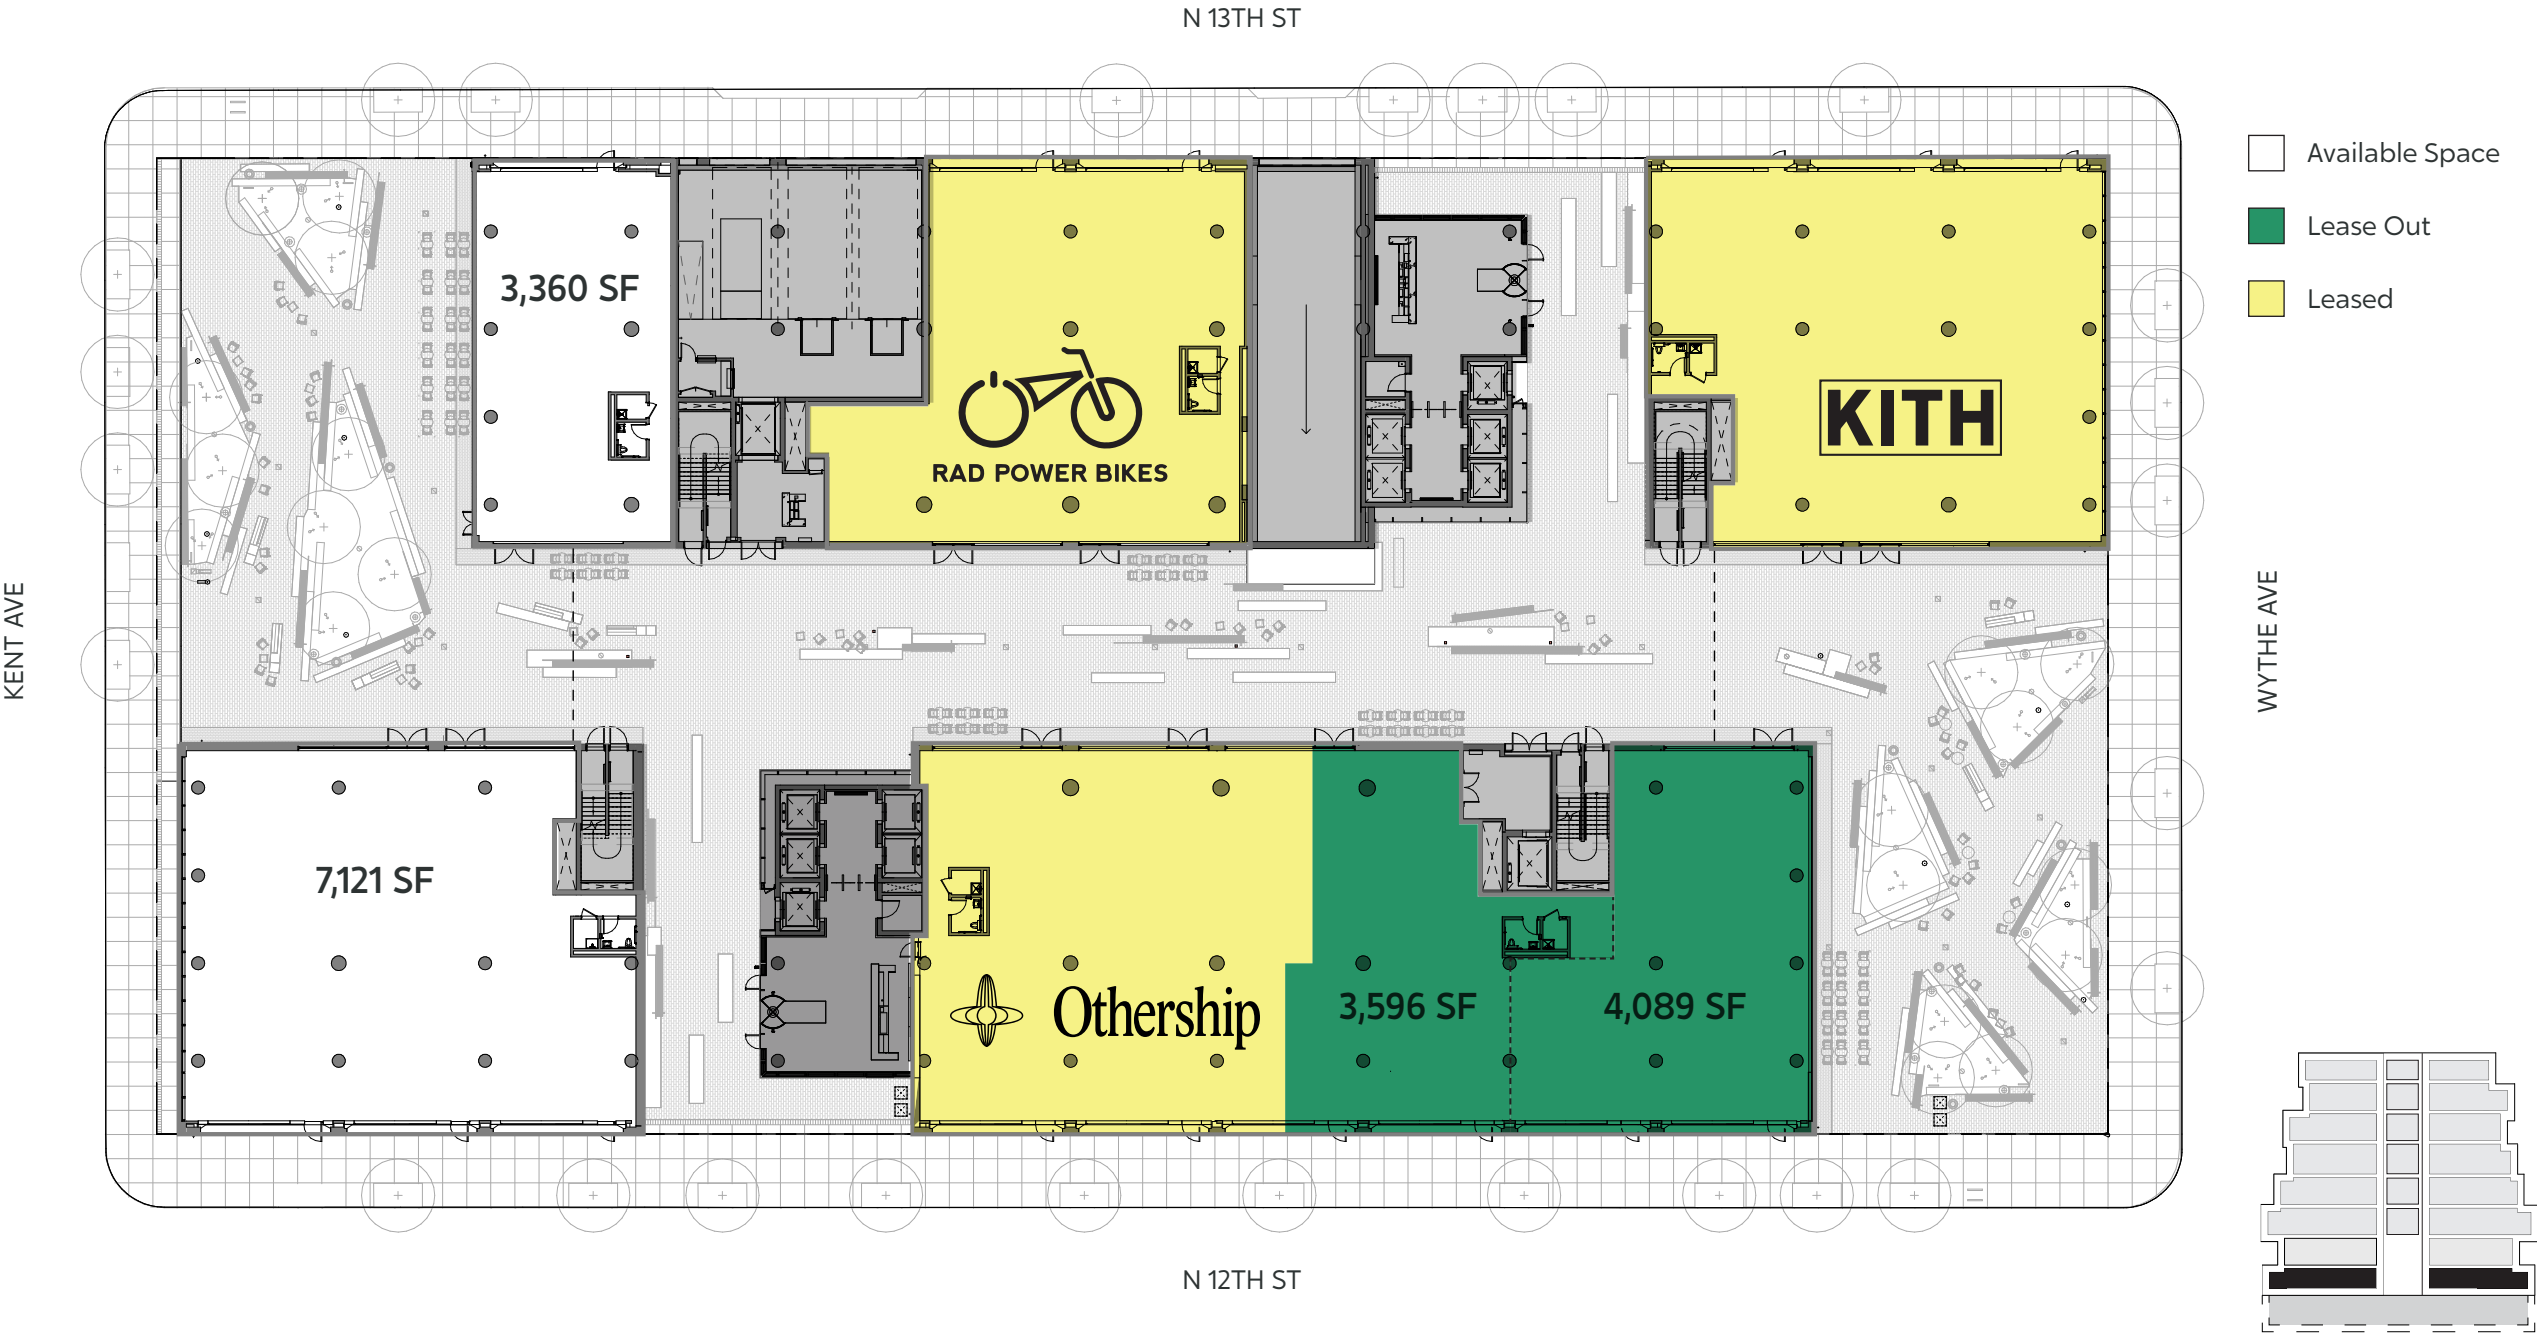 N 13TH ST
Available Space
Lease Out
Leased
3,360 SF
RAD POWER BIKES
KITH
KENT AVE
WYTHE AVE
7,121 SF
Othership
3,596 SF
4,089 SF
N 12TH ST